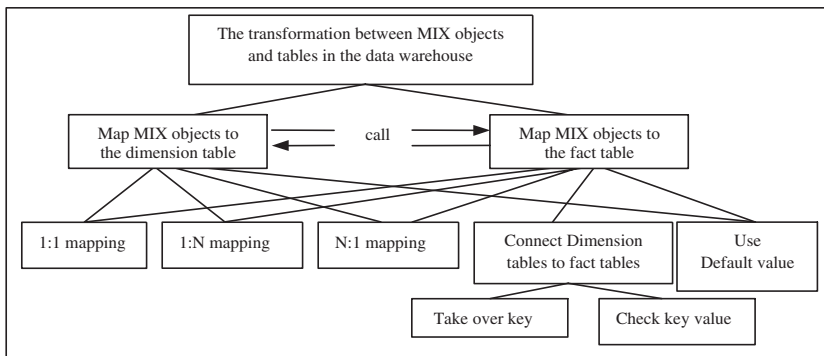 The transformation between MIX objects
and tables in the data warehouse
Map MIX objects to
the dimension table
call
Map MIX objects to
the fact table
1:1 mapping
1:N mapping
N:1 mapping
Connect Dimension
tables to fact tables
Use
Default value
Take over key
Check key value